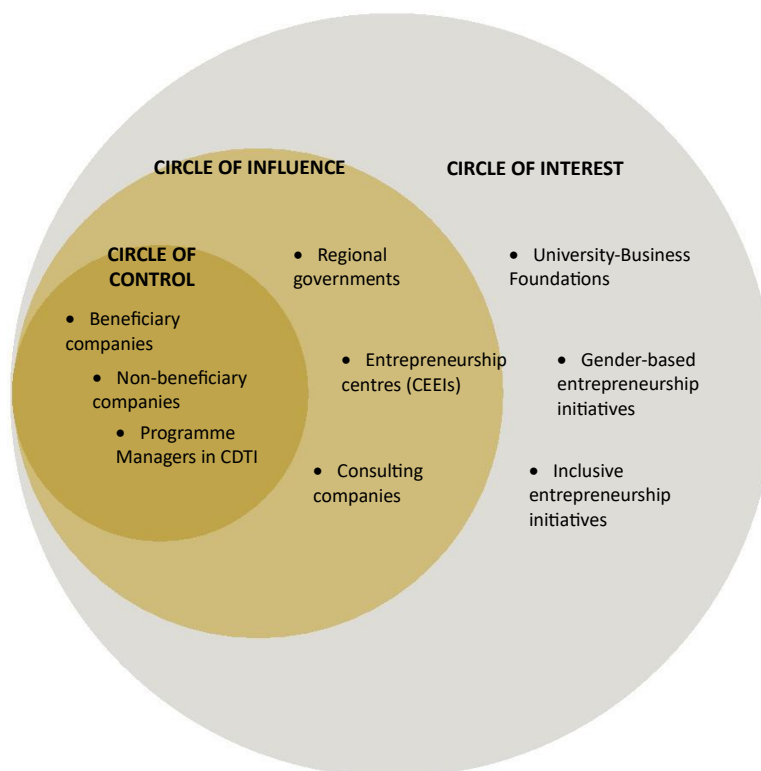 CIRCLE OF INFLUENCE
CIRCLE OF INTEREST
CIRCLE OF
CONTROL
• Beneficiary
companies
• Non-beneficiary
companies
• Programme
Managers in CDTI
• Regional
governments
• Entrepreneurship
centres (CEEIs)
• Consulting
companies
• University-Business
Foundations
• Gender-based
entrepreneurship
initiatives
• Inclusive
entrepreneurship
initiatives